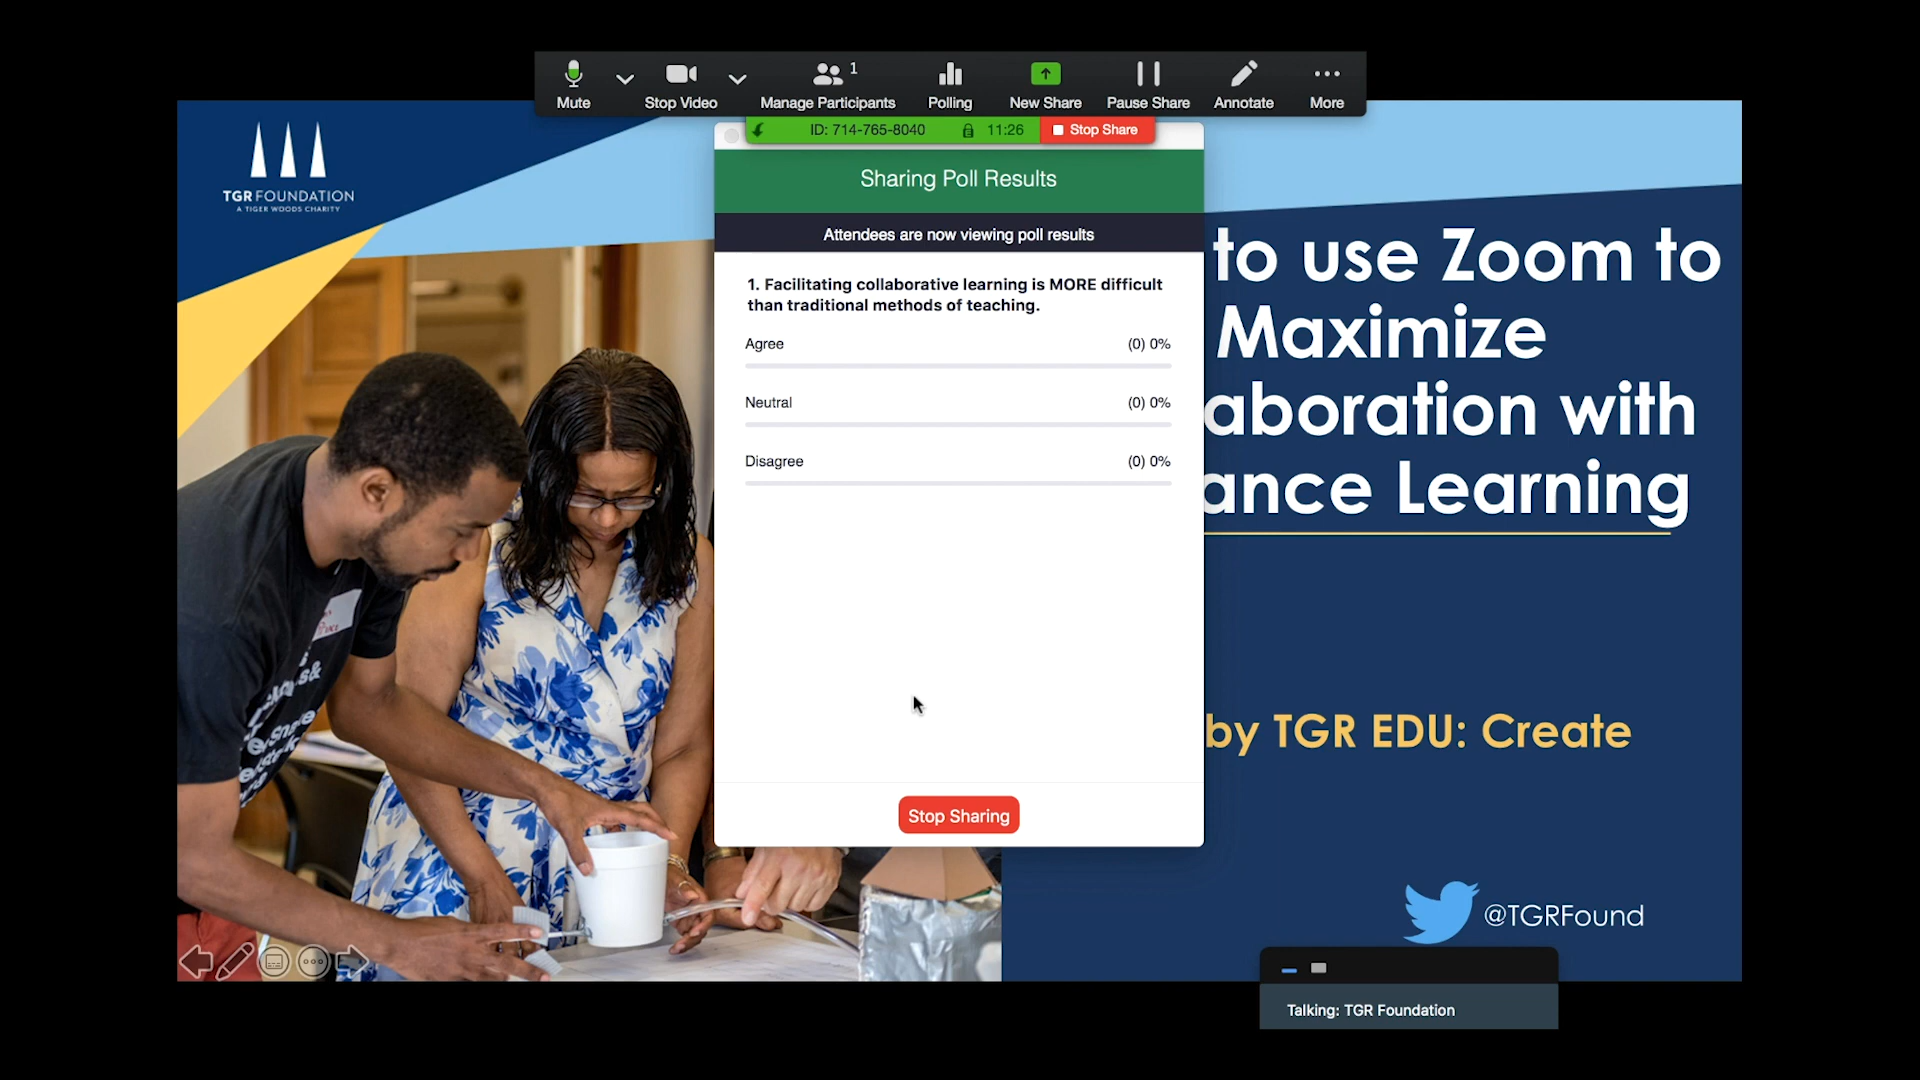 1
Mute
Stop Video
Manage Participants
Polling
New Share
Pause Share
Annotate
More
ID: 714-765-8040
11:26
Stop Share
TGR FOUNDATION
A TIGER WOODS CHARITY
Sharing Poll Results
Attendees are now viewing poll results
1. Facilitating collaborative learning is MORE difficult
than traditional methods of teaching.
Agree (0) 0%
Neutral (0) 0%
Disagree (0) 0%
Stop Sharing
to use Zoom to
Maximize
aboration with
ance Learning
by TGR EDU: Create
@TGRFound
Talking: TGR Foundation